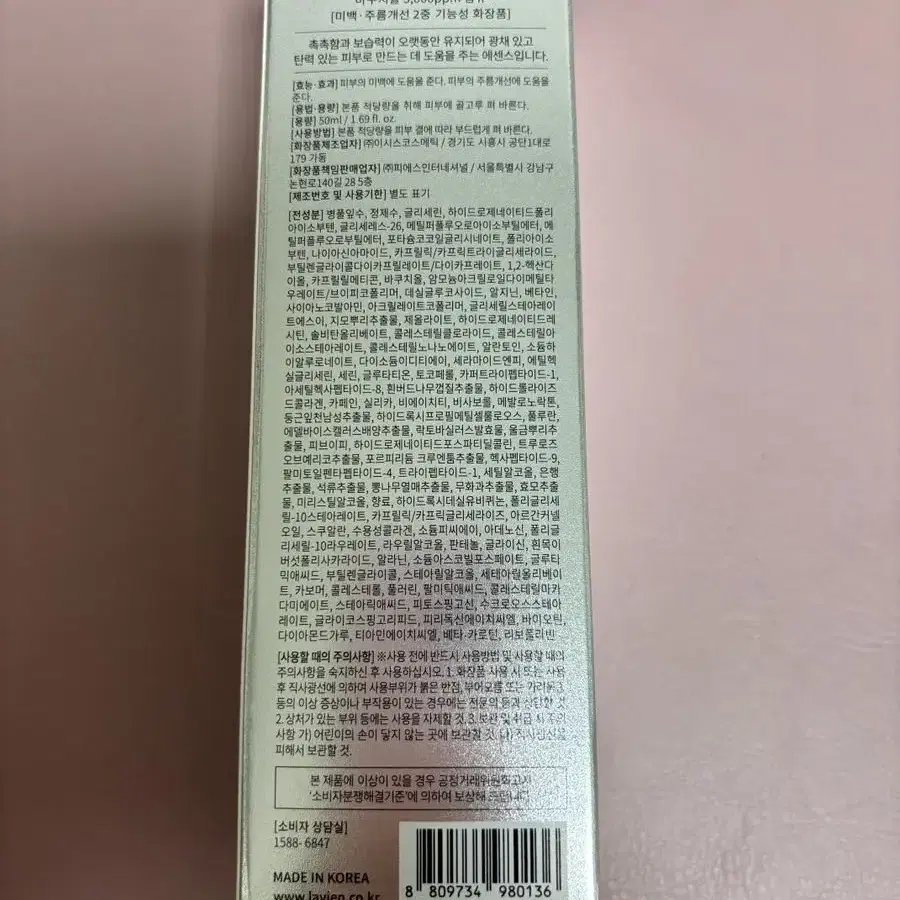 [미백·주름개선 2중 기능성 화장품]
촉촉함과 보습력이 오랫동안 유지되어 광채 있고
탄력 있는 피부로 만드는 데 도움을 주는 에센스입니다.
[효능·효과] 피부의 미백에 도움을 준다. 피부의 주름개선에 도움을
준다.
[용법·용량] 본품 적당량을 취해 피부에 골고루 펴 바른다.
[용량] 50ml / 1.69 fl. oz.
[사용방법] 본품 적당량을 피부 결에 따라 부드럽게 펴 바른다.
[화장품제조업자] ㈜이시스코스메틱 / 경기도 시흥시 공단1대로
179 가동
[화장품책임판매업자] ㈜피에스인터네셔널 / 서울특별시 강남구
논현로140길 28 5층
[제조번호 및 사용기한] 별도 표기
[전성분] 병풀잎수, 정제수, 글리세린, 하이드로제네이티드폴리
아이소부텐, 글리세레스-26, 메틸퍼플루오로아이소부틸에터, 메
틸퍼플루오로부틸에터, 포타슘코코일글리시네이트, 폴리아이소
부텐, 나이아신아마이드, 카프릴릭/카프릭트라이글리세라이드,
부틸렌글라이콜다이카프릴레이트/다이카프레이트, 1,2-헥산다
이올, 카프릴릴메티콘, 바쿠치올, 암모늄아크릴로일다이메틸타
우레이트/브이피코폴리머, 데실글루코사이드, 알지닌, 베타인,
사이아노코발아민, 아크릴레이트코폴리머, 글리세릴스테아레이
트에스이, 지모뿌리추출물, 제올라이트, 하이드로제네이티드레
시틴, 솔비탄올리베이트, 콜레스테릴클로라이드, 콜레스테릴아
이소스테아레이트, 콜레스테릴노나노에이트, 알란토인, 소듐하
이알루로네이트, 다이소듐이디티에이, 세라마이드엔피, 에틸헥
실글리세린, 세린, 글루타티온, 토코페롤, 카퍼트라이펩타이드-1,
아세틸헥사펩타이드-8, 흰버드나무껍질추출물, 하이드롤라이즈
드콜라겐, 카페인, 실리카, 비에이치티, 비사보롤, 메발로노락톤,
둥근잎천남성추출물, 하이드록시프로필메틸셀룰로오스, 풀루란,
에델바이스캘러스배양추출물, 락토바실러스발효물, 울금뿌리추
출물, 피브이피, 하이드로제네이티드포스파티딜콜린, 트루로즈
오브예리코추출물, 포르피리듐 크루엔툼추출물, 헥사펩타이드-9,
팔미토일펜타펩타이드-4, 트라이펩타이드-1, 세틸알코올, 은행
추출물, 석류추출물, 뽕나무열매추출물, 무화과추출물, 효모추출
물, 미리스틸알코올, 향료, 하이드록시데실유비퀴논, 폴리글리세
릴-10스테아레이트, 카프릴릭/카프릭글리세라이즈, 아르간커넬
오일, 스쿠알란, 수용성콜라겐, 소듐피씨에이, 아데노신, 폴리글
리세릴-10라우레이트, 라우릴알코올, 판테놀, 글라이신, 흰목이
버섯폴리사카라이드, 알라닌, 소듐아스코빌포스페이트, 글루타
믹애씨드, 부틸렌글라이콜, 스테아릴알코올, 세테아릴올리베이
트, 카보머, 콜레스테롤, 풀러린, 팔미틱애씨드, 콜레스테릴마카
다미에이트, 스테아릭애씨드, 피토스핑고신, 수크로오스스테아
레이트, 글라이코스핑고리피드, 피리독신에이치씨엘, 바이오틴,
다이아몬드가루, 티아민에이치씨엘, 베타-카로틴, 리보플라빈
[사용할 때의 주의사항] ※사용 전에 반드시 사용방법 및 사용할 때의
주의사항을 숙지하신 후 사용하십시오. 1. 화장품 사용 시 또는 사용
후 직사광선에 의하여 사용부위가 붉은 반점, 부어오름 또는 가려움증
등의 이상 증상이나 부작용이 있는 경우에는 전문의 등과 상담할 것
2. 상처가 있는 부위 등에는 사용을 자제할 것. 3. 보관 및 취급 시 주의
사항 가) 어린이의 손이 닿지 않는 곳에 보관할 것. 나) 직사광선을
피해서 보관할 것.
본 제품에 이상이 있을 경우 공정거래위원회고시
'소비자분쟁해결기준'에 의하여 보상해 드립니다
[소비자 상담실]
1588- 6847
MADE IN KOREA
www.lavien.co.kr
8 809734 980136